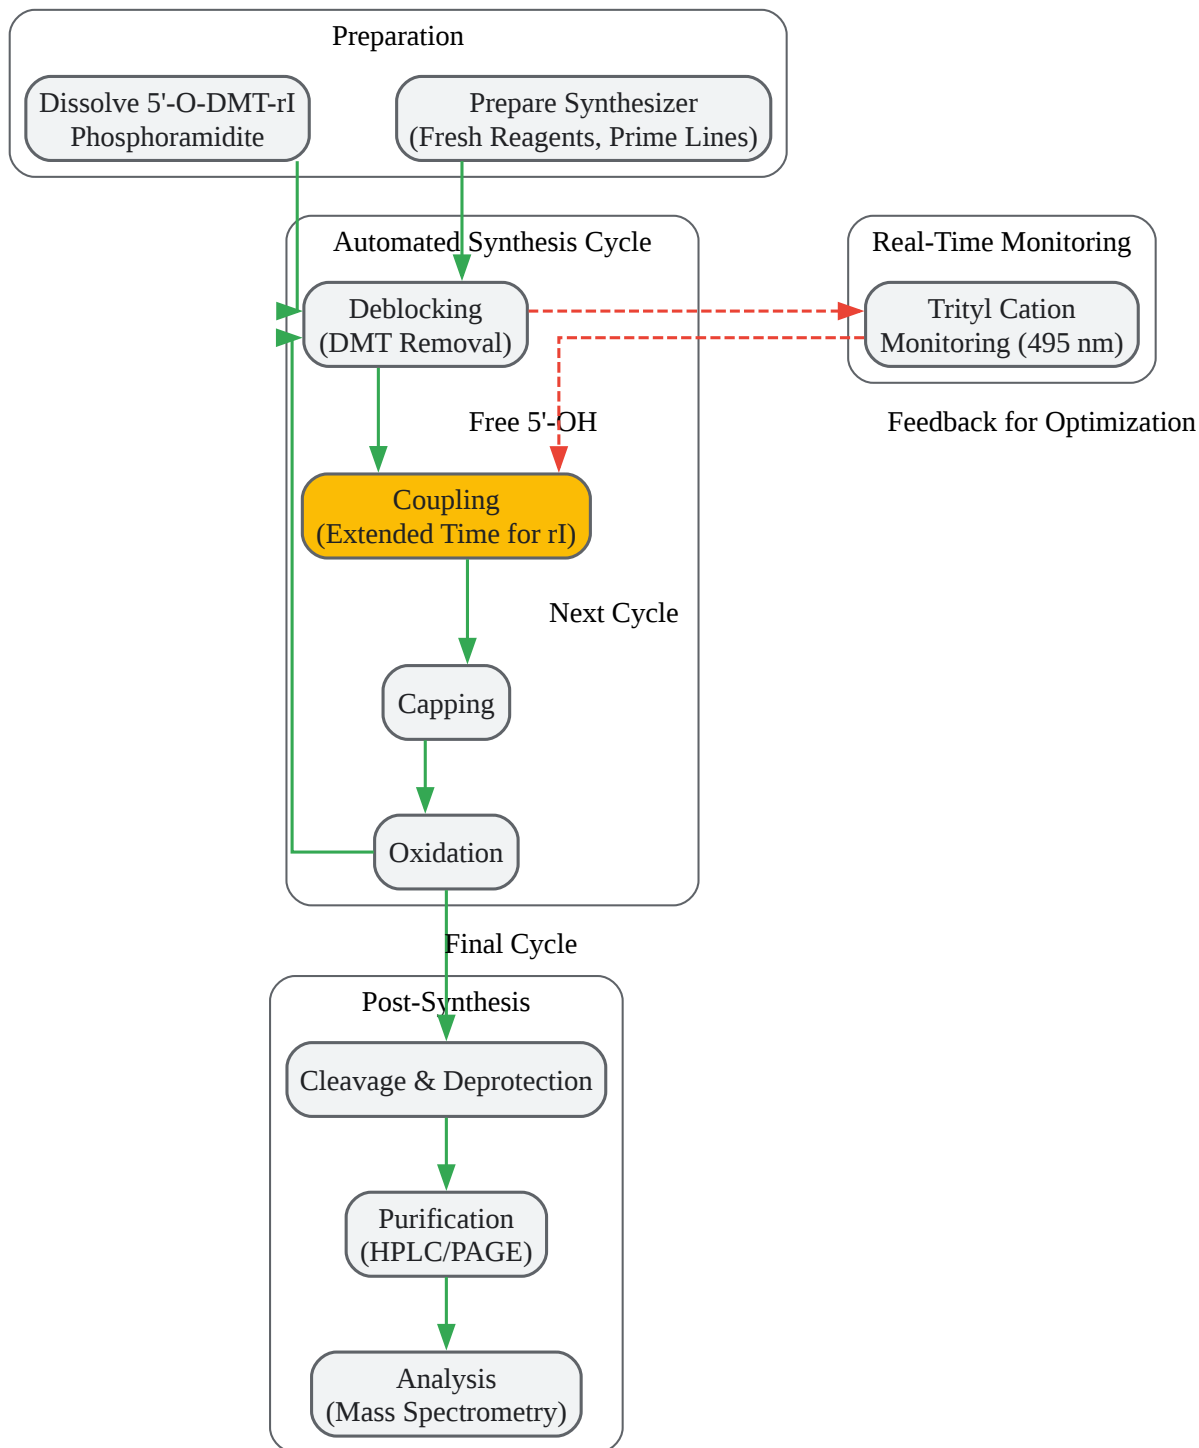 Preparation
Dissolve 5'-O-DMT-rI
Phosphoramidite
Prepare Synthesizer
(Fresh Reagents, Prime Lines)
Automated Synthesis Cycle
Real-Time Monitoring
Deblocking
(DMT Removal)
Trityl Cation
Monitoring (495 nm)
Free 5'-OH
Feedback for Optimization
Coupling
(Extended Time for rI)
Next Cycle
Capping
Oxidation
Final Cycle
Post-Synthesis
Cleavage & Deprotection
Purification
(HPLC/PAGE)
Analysis
(Mass Spectrometry)